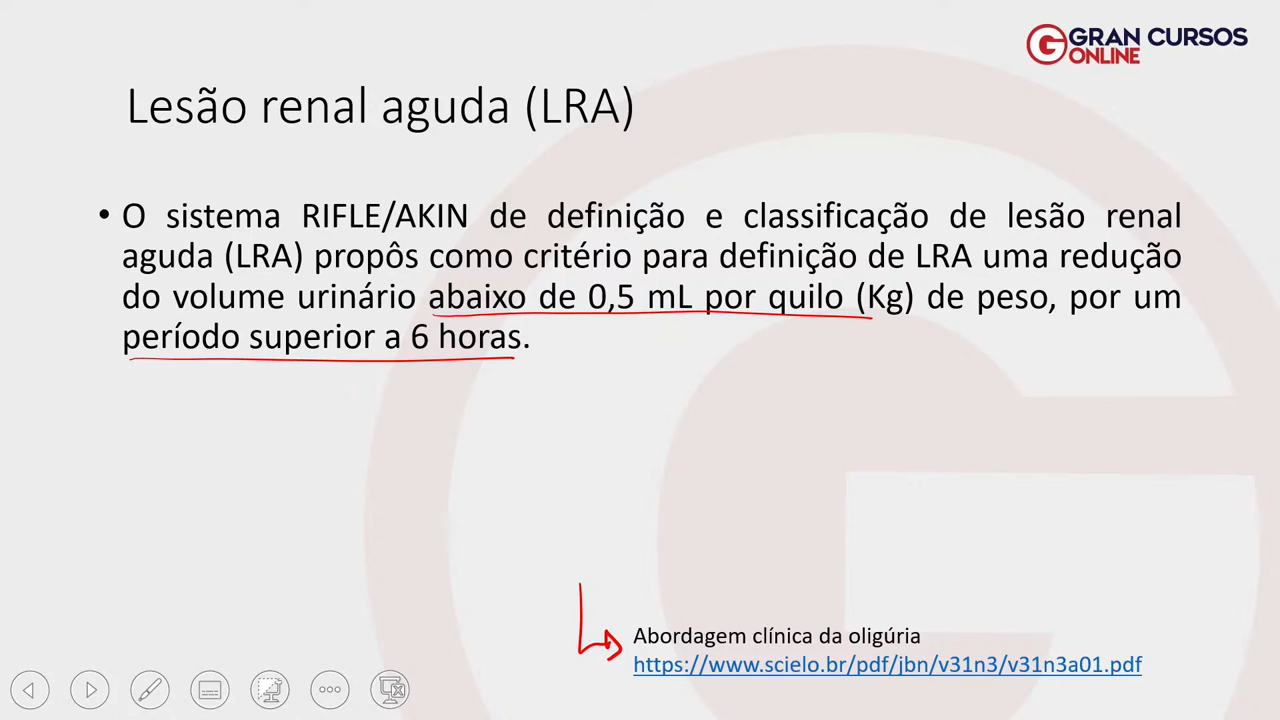 GRAN CURSOS
ONLINE
Lesão renal aguda (LRA)
• O sistema RIFLE/AKIN de definição e classificação de lesão renal
aguda (LRA) propôs como critério para definição de LRA uma redução
do volume urinário abaixo de 0,5 mL por quilo (Kg) de peso, por um
período superior a 6 horas.
Abordagem clínica da oligúria
https://www.scielo.br/pdf/jbn/v31n3/v31n3a01.pdf